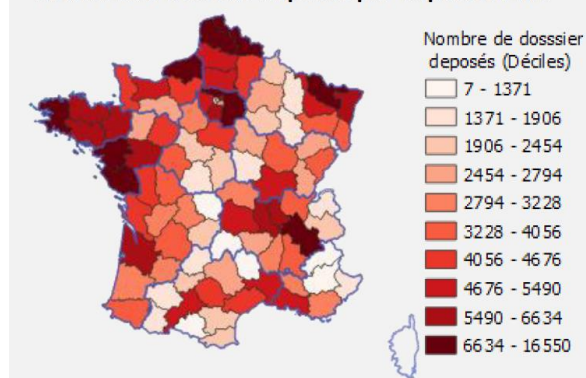 Nombre de dosssier
deposés (Déciles)
7 - 1371
1371 - 1906
1906 - 2454
2454 - 2794
2794 - 3228
3228 - 4056
4056 - 4676
4676 - 5490
5490 - 6634
6634 - 16550